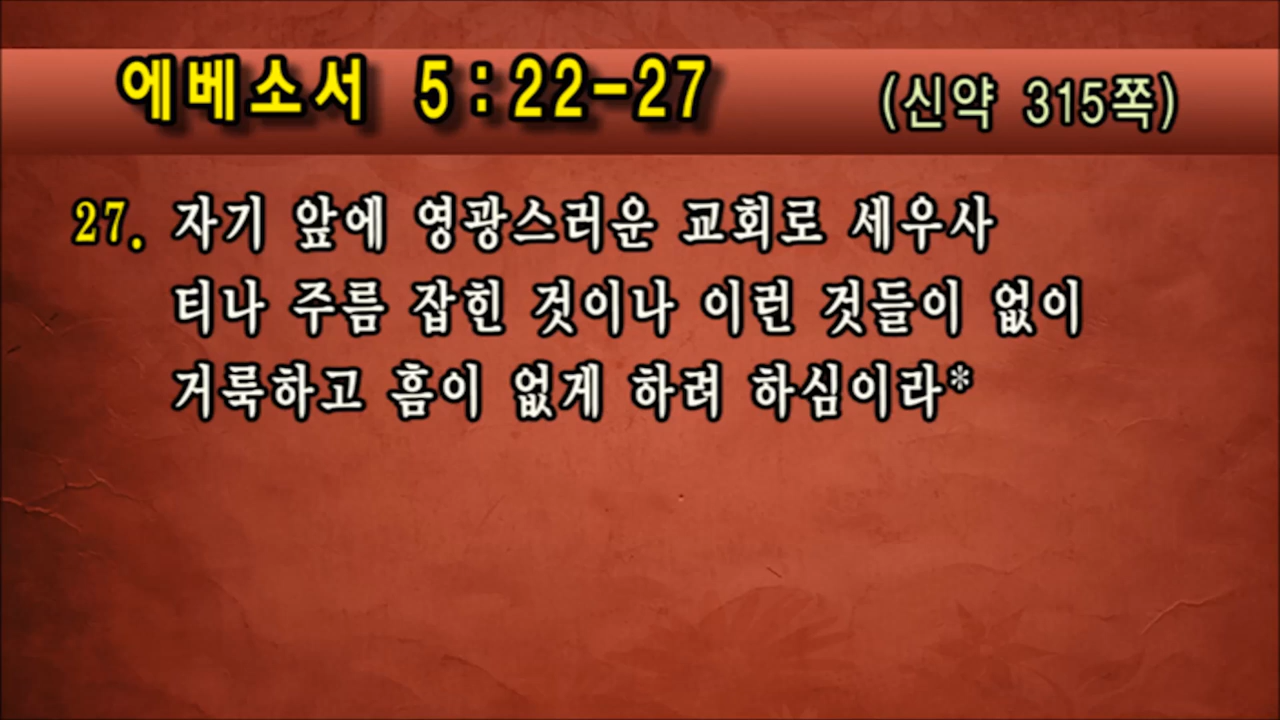 에베소서 5:22-27 (신약 315쪽)
27. 자기 앞에 영광스러운 교회로 세우사
티나 주름 잡힌 것이나 이런 것들이 없이
거룩하고 흠이 없게 하려 하심이라*